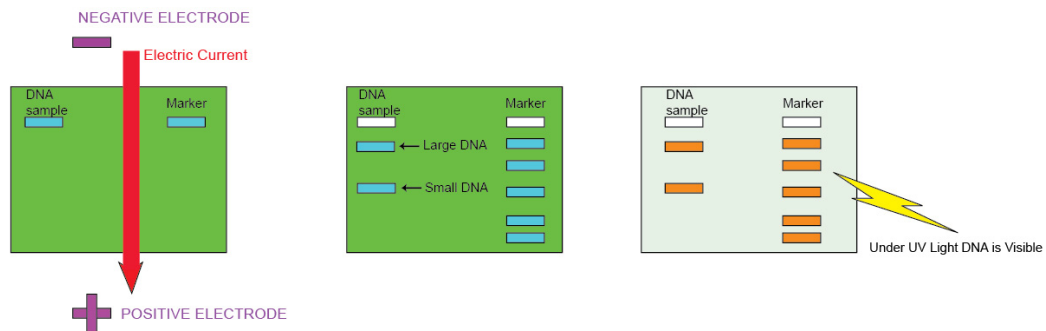 NEGATIVE ELECTRODE
Electric Current
DNA
sample
Marker
POSITIVE ELECTRODE
DNA
sample
Marker
Large DNA
Small DNA
DNA
sample
Marker
Under UV Light DNA is Visible